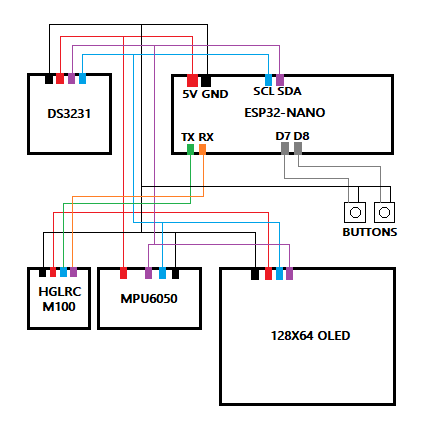 5V GND
SCL SDA
DS3231
ESP32-NANO
TX RX
D7 D8
BUTTONS
HGLRC
M100
MPU6050
128X64 OLED